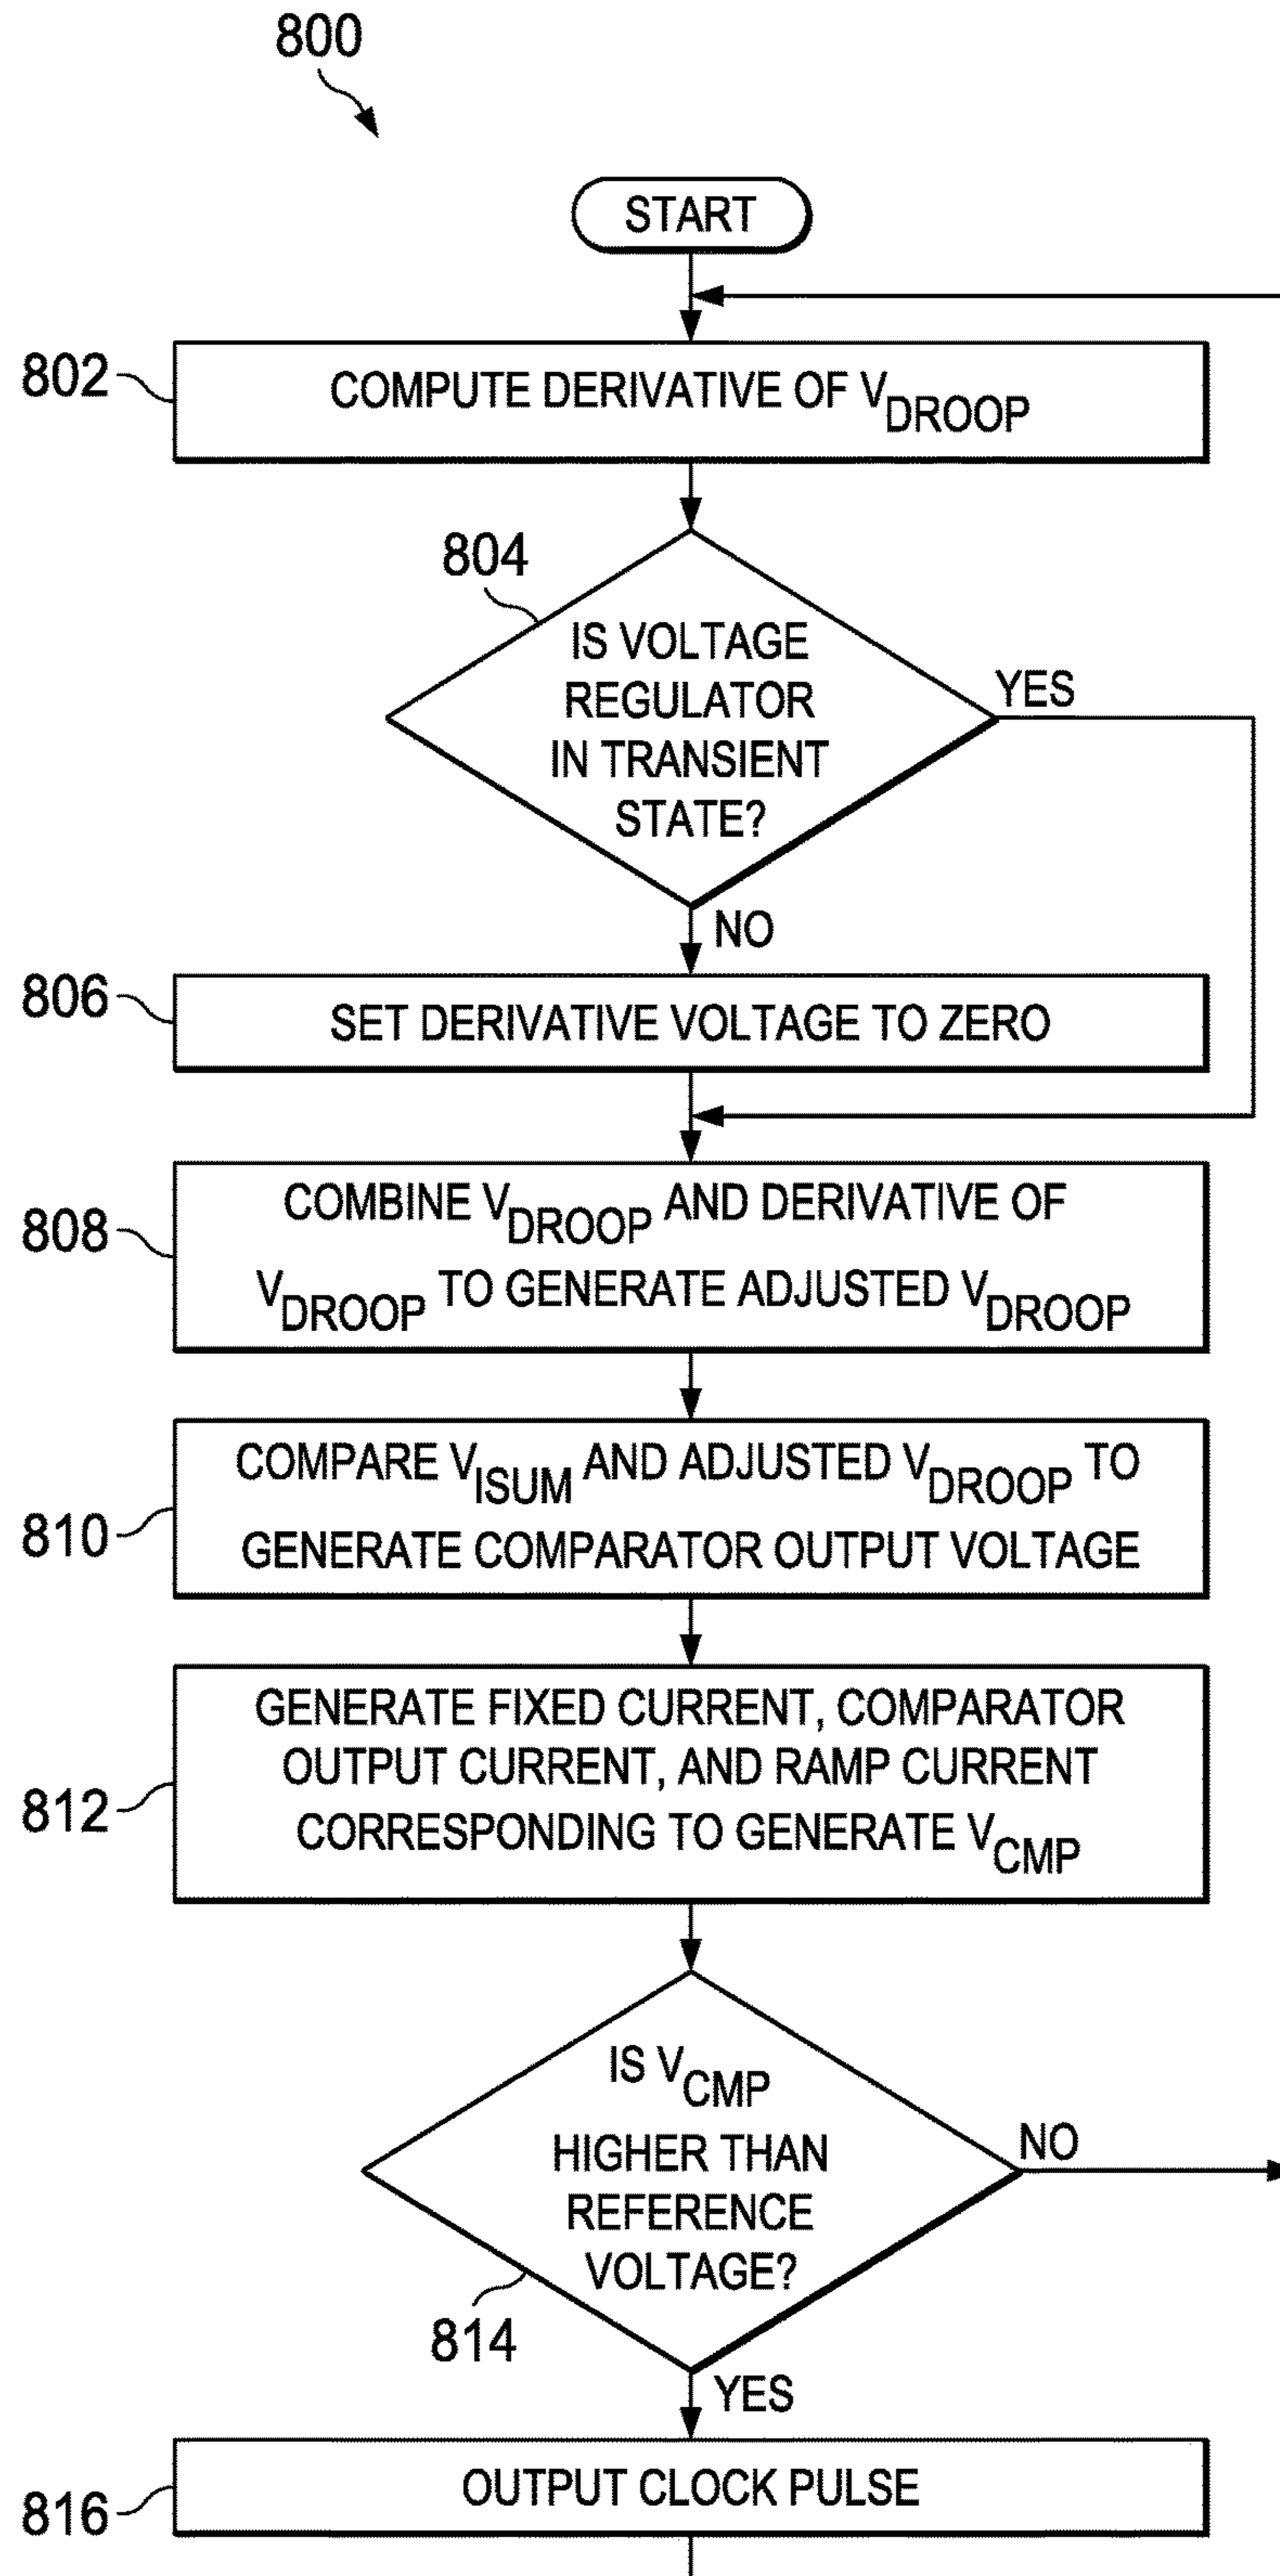 800
START
802
COMPUTE DERIVATIVE OF VDROOP
804
IS VOLTAGE
REGULATOR
IN TRANSIENT
STATE?
YES
NO
806
SET DERIVATIVE VOLTAGE TO ZERO
808
COMBINE VDROOP AND DERIVATIVE OF
VDROOP TO GENERATE ADJUSTED VDROOP
810
COMPARE VISUM AND ADJUSTED VDROOP TO
GENERATE COMPARATOR OUTPUT VOLTAGE
812
GENERATE FIXED CURRENT, COMPARATOR
OUTPUT CURRENT, AND RAMP CURRENT
CORRESPONDING TO GENERATE VCMP
IS VCMP
HIGHER THAN
REFERENCE
VOLTAGE?
NO
814
YES
816
OUTPUT CLOCK PULSE